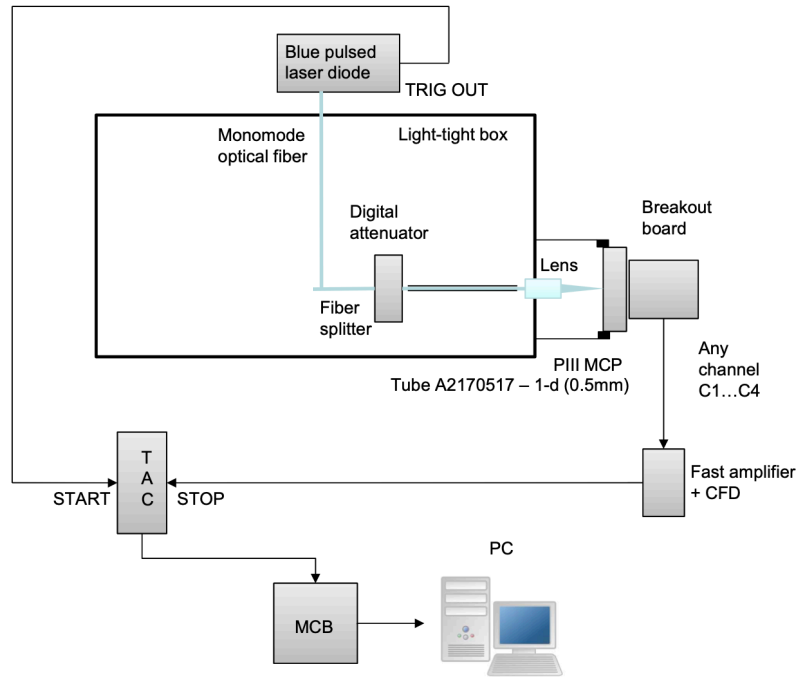 Blue pulsed
laser diode
TRIG OUT
Monomode
optical fiber
Light-tight box
Digital
attenuator
Breakout
board
Lens
Fiber
splitter
PIII MCP
Tube A2170517 – 1-d (0.5mm)
Any
channel
C1…C4
T
A
C
START
STOP
Fast amplifier
+ CFD
PC
MCB